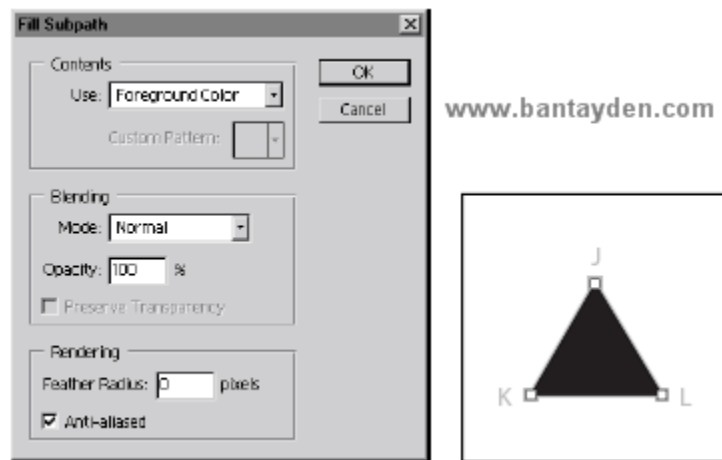 Fill Subpath
Contents
OK
Use: Foreground Color
Cancel
Custom Pattern:
www.bantayden.com
Blending
Mode: Normal
Opacity: 100 %
Preserve Transparency
J
Rendering
Feather Radius: 0 pixels
K L
Anti-aliased